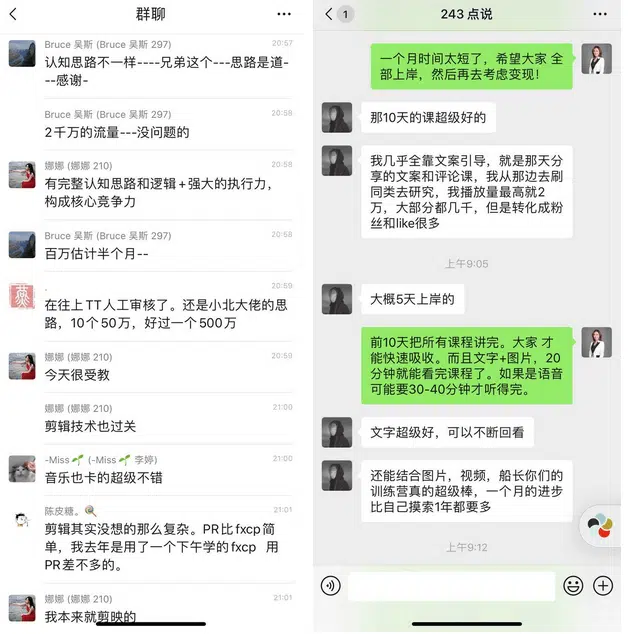 群聊
Bruce 吴斯 (Bruce 297)
20:57
认知思路不一样----兄弟这个---思路是道-
--感谢-
Bruce 吴斯 (Bruce 297)
20:58
2千万的流量---没问题的
娜娜 (娜娜 210)
20:58
有完整认知思路和逻辑+强大的执行力，
构成核心竞争力
Bruce 吴斯 (Bruce 297)
20:58
百万估计半个月--
.
20:59
在往上TT人工审核了。还是小北大佬的思
路，10个50万，好过一个500万
娜娜 (娜娜 210)
20:59
今天很受教
娜娜 (娜娜 210)
21:00
剪辑技术也过关
-Miss🌱 (-Miss🌱 李婷)
21:00
音乐也卡的超级不错
陈皮糖。
21:01
剪辑其实没想的那么复杂。PR比fxcp简
单，我去年是用了一个下午学的fxcp 用
PR差不多的。
娜娜 (娜娜 210)
21:01
我本来就剪映的
1
243 点说
一个月时间太短了，希望大家 全
部上岸，然后再去考虑变现！
那10天的课超级好的
我几乎全靠文案引导，就是那天分
享的文案和评论课，我从那边去刷
同类去研究，我播放量最高就2
万，大部分都几千，但是转化成粉
丝和like很多
上午9:05
大概5天上岸的
前10天把所有课程讲完。大家 才
能快速吸收。而且文字+图片，20
分钟就能看完课程了。如果是语音
可能要30-40分钟才听得完。
文字超级好，可以不断回看
还能结合图片，视频，船长你们的
训练营真的超级棒，一个月的进步
比自己摸索1年都要多
上午9:12